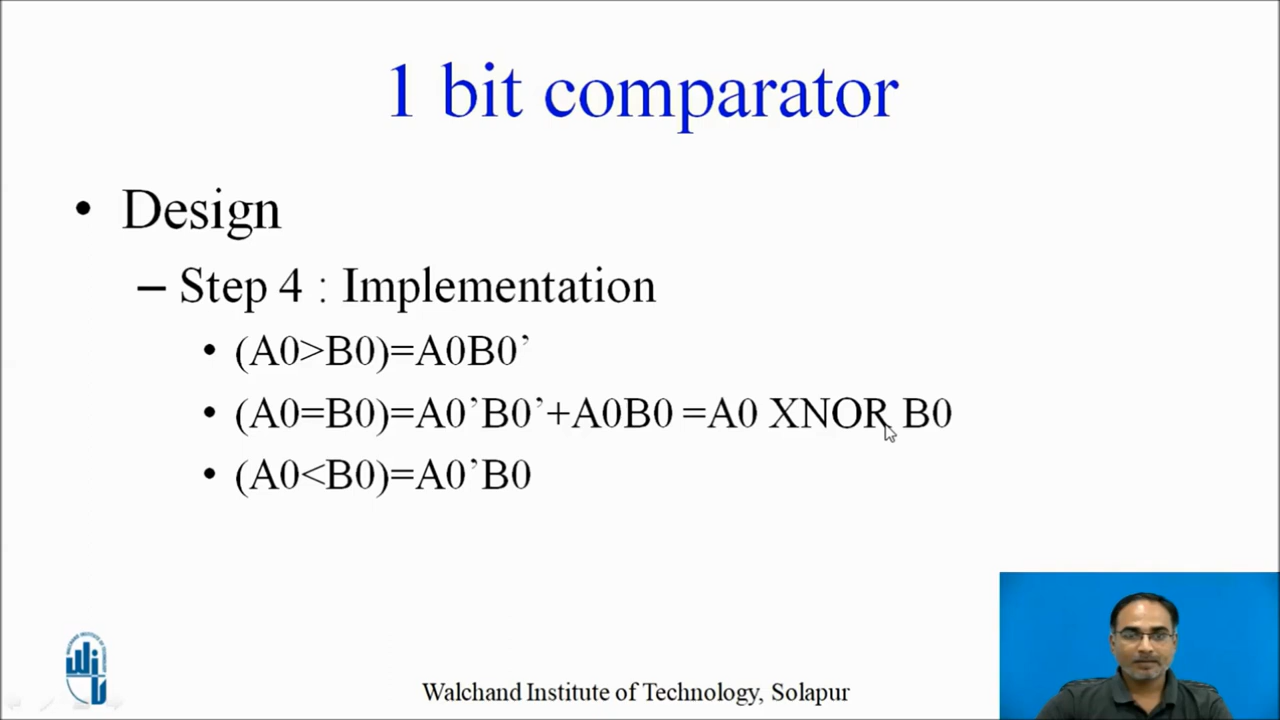 1 bit comparator
• Design
– Step 4 : Implementation
• (A0>B0)=A0B0’
• (A0=B0)=A0’B0’+A0B0 =A0 XNOR B0
• (A0<B0)=A0’B0
Walchand Institute of Technology, Solapur